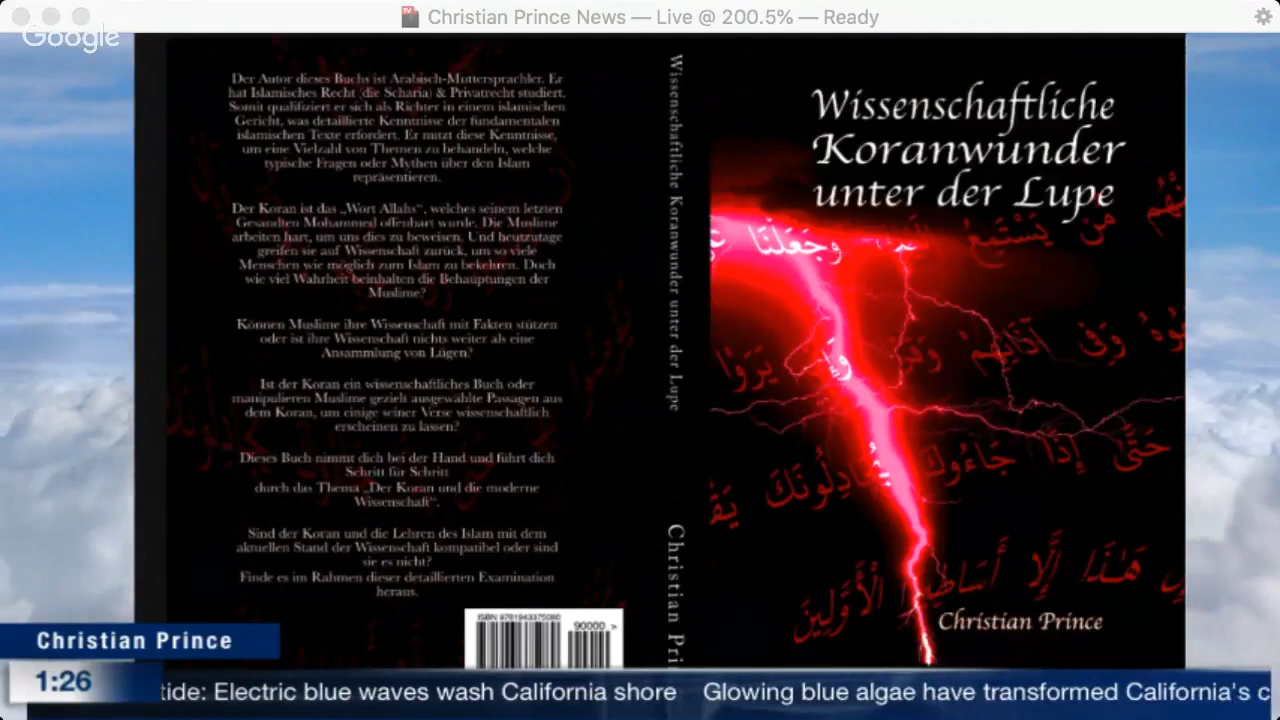 Christian Prince News — Live @ 200.5% — Ready
Google
Der Autor dieses Buchs ist Arabisch-Muttersprachler. Er
hat Islamisches Recht (die Scharia) & Privatrecht studiert.
Somit qualifiziert er sich als Richter in einem islamischen
Gericht, was detaillierte Kenntnisse der fundamentalen
islamischen Texte erfordert. Er nutzt diese Kenntnisse,
um eine Vielzahl von Themen zu behandeln, welche
typische Fragen oder Mythen über den Islam
repräsentieren.
Der Koran ist das „Wort Allahs“, welches seinem letzten
Gesandten Mohammed offenbart wurde. Die Muslime
arbeiten hart, um uns dies zu beweisen. Und heutzutage
greifen sie auf Wissenschaft zurück, um so viele
Menschen wie möglich zum Islam zu bekehren. Doch
wie viel Wahrheit beinhalten die Behauptungen der
Muslime?
Können Muslime ihre Wissenschaft mit Fakten stützen
oder ist ihre Wissenschaft nichts weiter als eine
Ansammlung von Lügen?
Ist der Koran ein wissenschaftliches Buch oder
manipulieren Muslime gezielt ausgewählte Passagen aus
dem Koran, um einige seiner Verse wissenschaftlich
erscheinen zu lassen?
Dieses Buch nimmt dich bei der Hand und führt dich
Schritt für Schritt
durch das Thema „Der Koran und die moderne
Wissenschaft“.
Sind der Koran und die Lehren des Islam mit dem
aktuellen Stand der Wissenschaft kompatibel oder sind
sie es nicht?
Finde es im Rahmen dieser detaillierten Examination
heraus.
ISBN 9781943375080
90000 >
Wissenschaftliche Koranwunder unter der Lupe
Christian Pri
Wissenschaftliche
Koranwunder
unter der Lupe
مَن يَسْتَمِعُ
وَجَعَلْنَا
وَفِى ءَاذَانِهِمْ
يَرَوْا
حَتَّىٰ إِذَا جَاءُوكَ
هَٰذَا إِلَّا أَسَاطِيرُ الْأَوَّلِينَ
Christian Prince
Christian Prince
1:26
tide: Electric blue waves wash California shore Glowing blue algae have transformed California's c